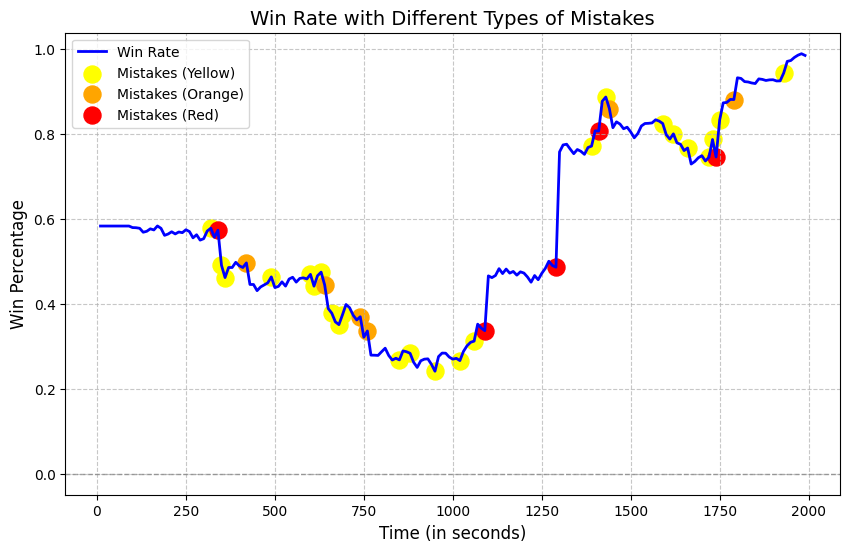 Win Rate with Different Types of Mistakes
Win Rate
Mistakes (Yellow)
Mistakes (Orange)
Mistakes (Red)
Win Percentage
1.0
0.8
0.6
0.4
0.2
0.0
0 250 500 750 1000 1250 1500 1750 2000
Time (in seconds)